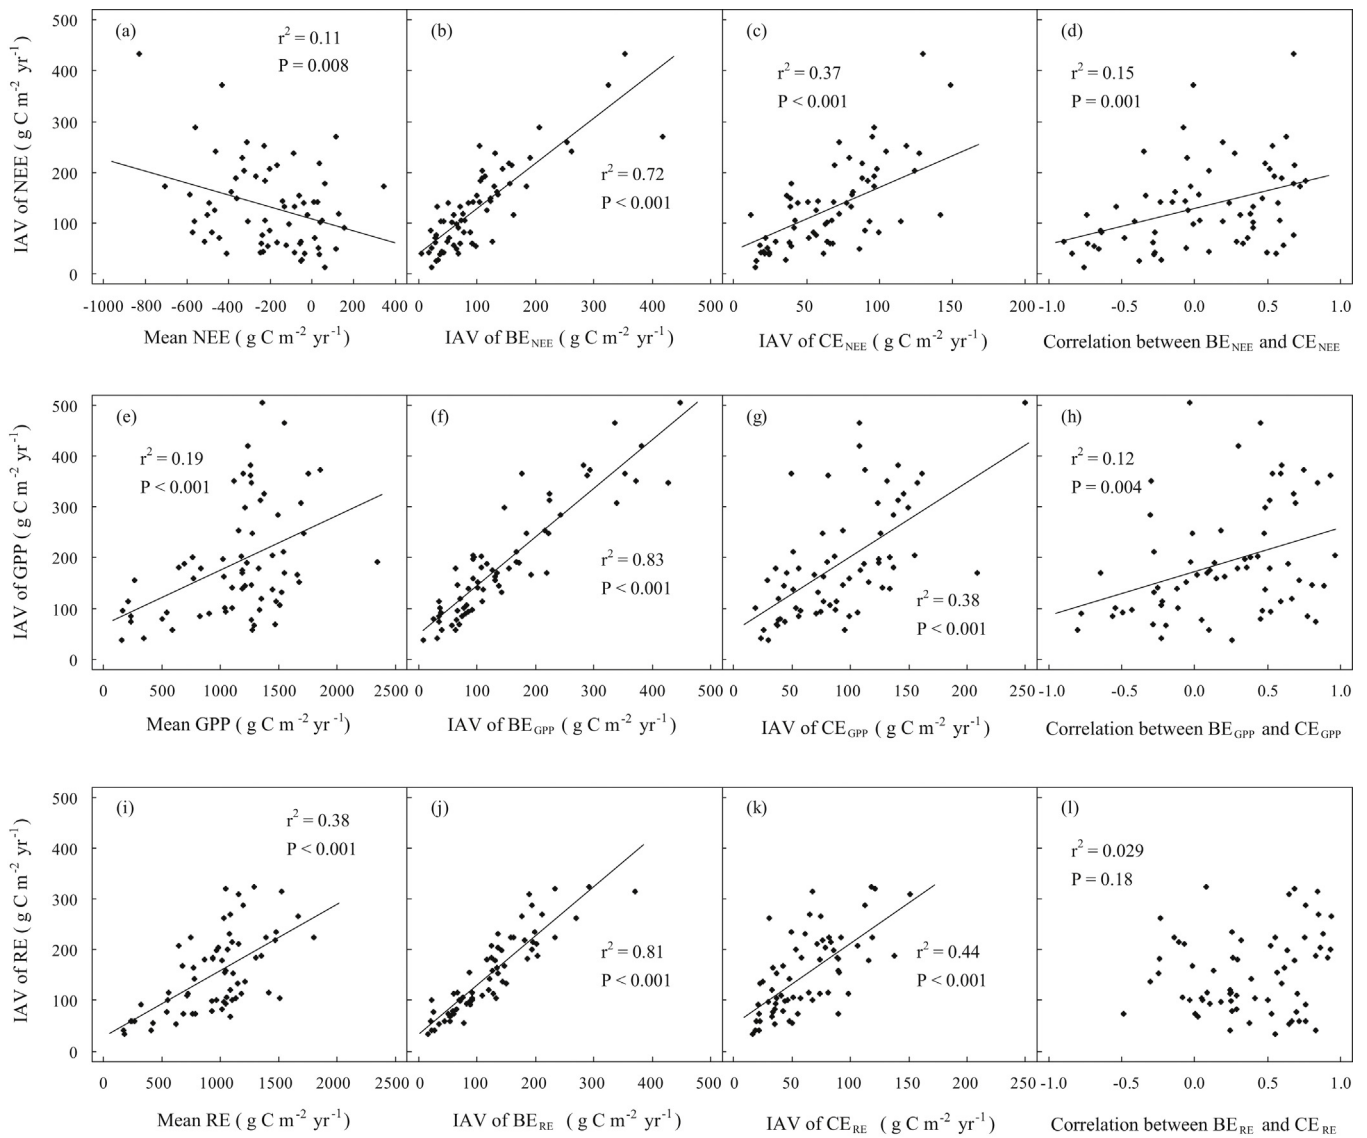 (a)
r² = 0.11
P = 0.008
(b)
r² = 0.72
P < 0.001
(c)
r² = 0.37
P < 0.001
(d)
r² = 0.15
P = 0.001
IAV of NEE ( g C m⁻² yr⁻¹)
500
400
300
200
100
0
-1000 -800 -600 -400 -200 0 200 400
0 100 200 300 400 500
0 50 100 150 200
-1.0 -0.5 0.0 0.5 1.0
Mean NEE ( g C m⁻² yr⁻¹)
IAV of BE_NEE ( g C m⁻² yr⁻¹)
IAV of CE_NEE ( g C m⁻² yr⁻¹)
Correlation between BE_NEE and CE_NEE
(e)
r² = 0.19
P < 0.001
(f)
r² = 0.83
P < 0.001
(g)
r² = 0.38
P < 0.001
(h)
r² = 0.12
P = 0.004
IAV of GPP ( g C m⁻² yr⁻¹)
500
400
300
200
100
0
0 500 1000 1500 2000 2500
0 100 200 300 400 500
0 50 100 150 200 250
-1.0 -0.5 0.0 0.5 1.0
Mean GPP ( g C m⁻² yr⁻¹)
IAV of BE_GPP ( g C m⁻² yr⁻¹)
IAV of CE_GPP ( g C m⁻² yr⁻¹)
Correlation between BE_GPP and CE_GPP
(i)
r² = 0.38
P < 0.001
(j)
r² = 0.81
P < 0.001
(k)
r² = 0.44
P < 0.001
(l)
r² = 0.029
P = 0.18
IAV of RE ( g C m⁻² yr⁻¹)
500
400
300
200
100
0
0 500 1000 1500 2000 2500
0 100 200 300 400 500
0 50 100 150 200 250
-1.0 -0.5 0.0 0.5 1.0
Mean RE ( g C m⁻² yr⁻¹)
IAV of BE_RE ( g C m⁻² yr⁻¹)
IAV of CE_RE ( g C m⁻² yr⁻¹)
Correlation between BE_RE and CE_RE